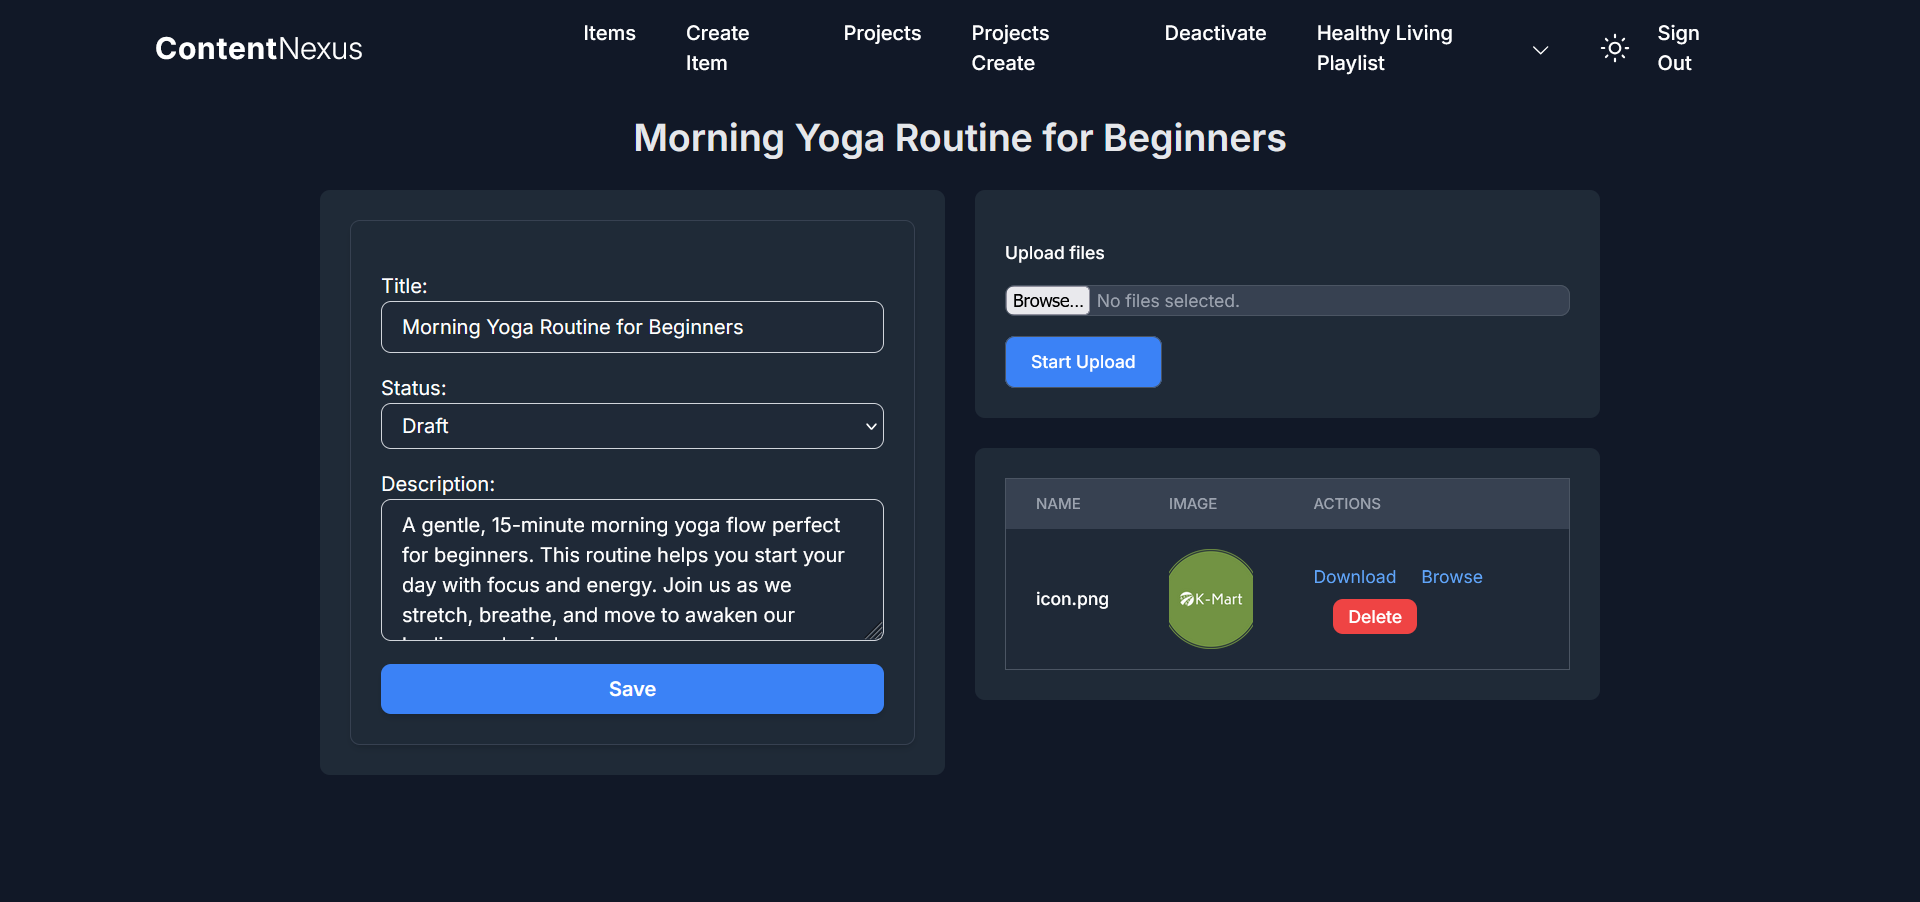 ContentNexus
Items
Create
Item
Projects
Projects
Create
Deactivate
Healthy Living
Playlist
Sign
Out
Morning Yoga Routine for Beginners
Title:
Morning Yoga Routine for Beginners
Status:
Draft
Description:
A gentle, 15-minute morning yoga flow perfect
for beginners. This routine helps you start your
day with focus and energy. Join us as we
stretch, breathe, and move to awaken our
Save
Upload files
Browse... No files selected.
Start Upload
NAME IMAGE ACTIONS
icon.png
K-Mart
Download Browse
Delete